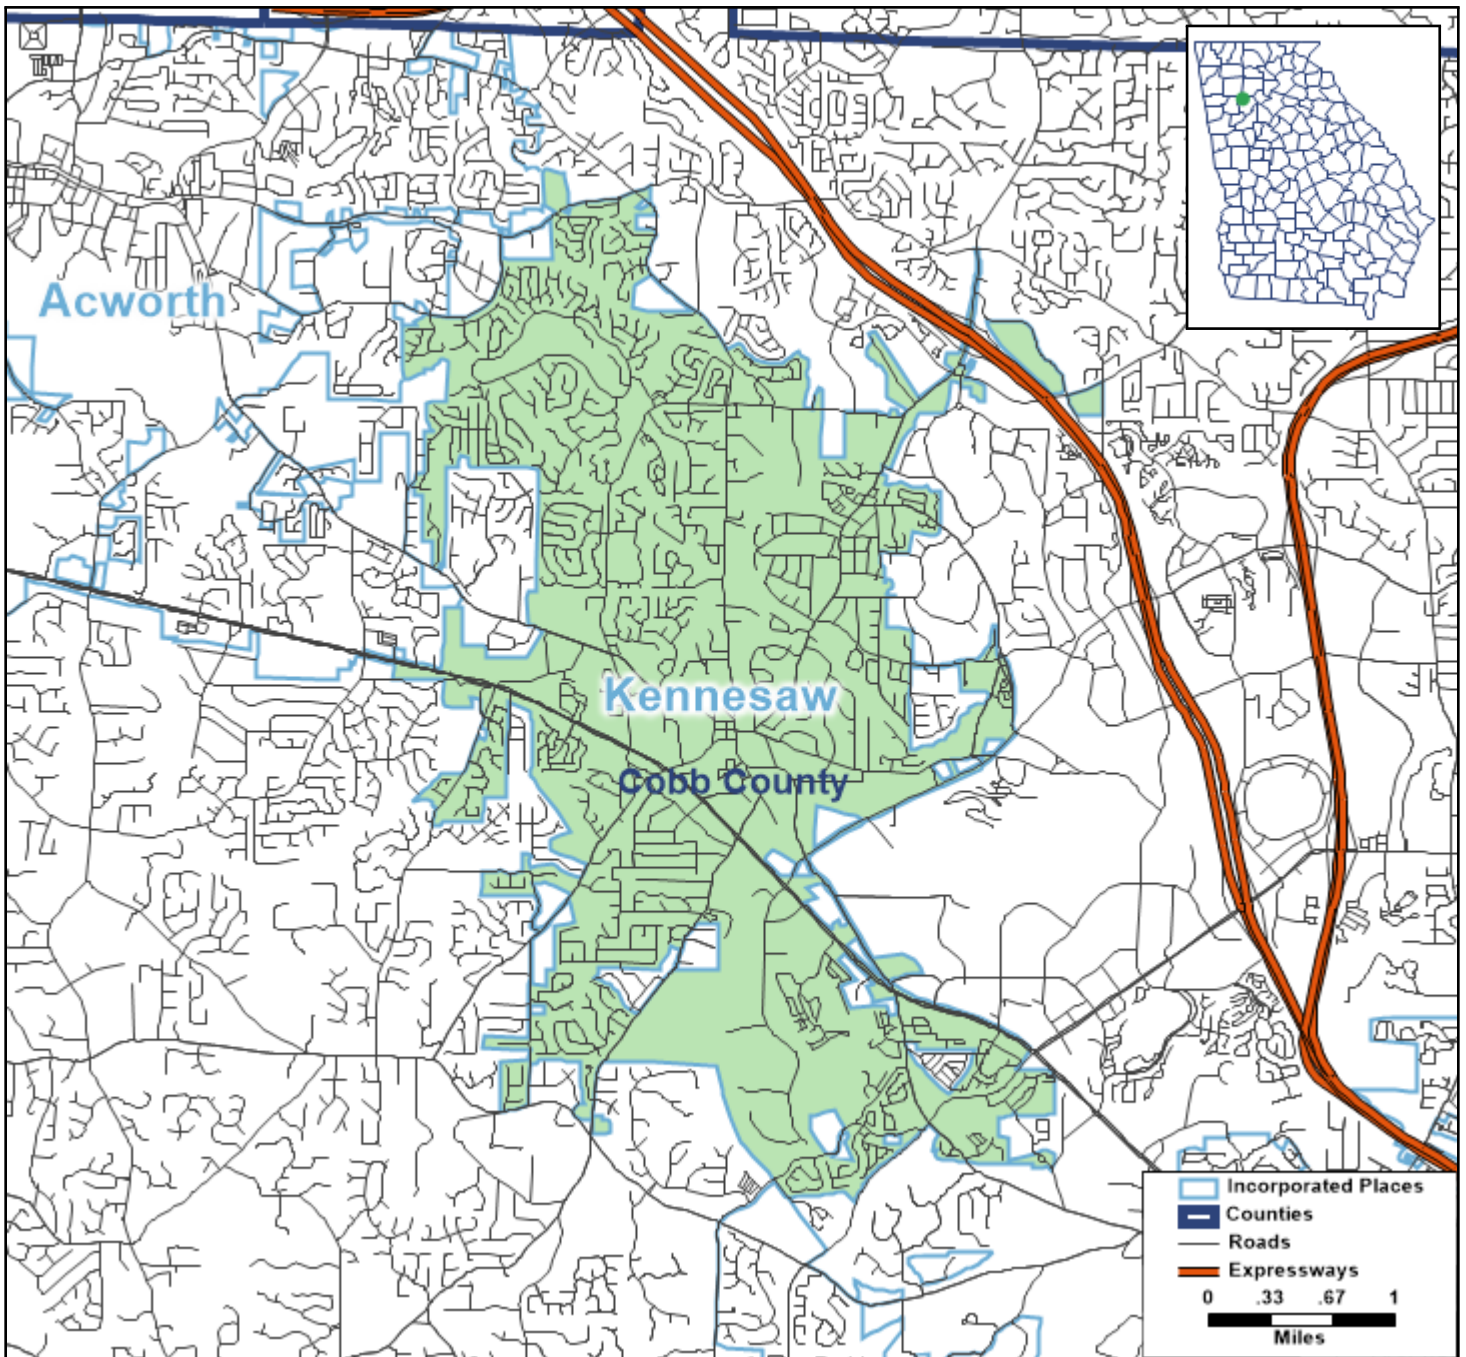 Acworth
Kennesaw
Cobb County
Incorporated Places
Counties
Roads
Expressways
0 .33 .67 1
Miles